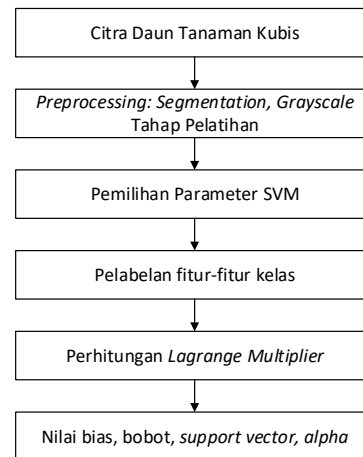 Citra Daun Tanaman Kubis
Preprocessing: Segmentation, Grayscale
Tahap Pelatihan
Pemilihan Parameter SVM
Pelabelan fitur-fitur kelas
Perhitungan Lagrange Multiplier
Nilai bias, bobot, support vector, alpha